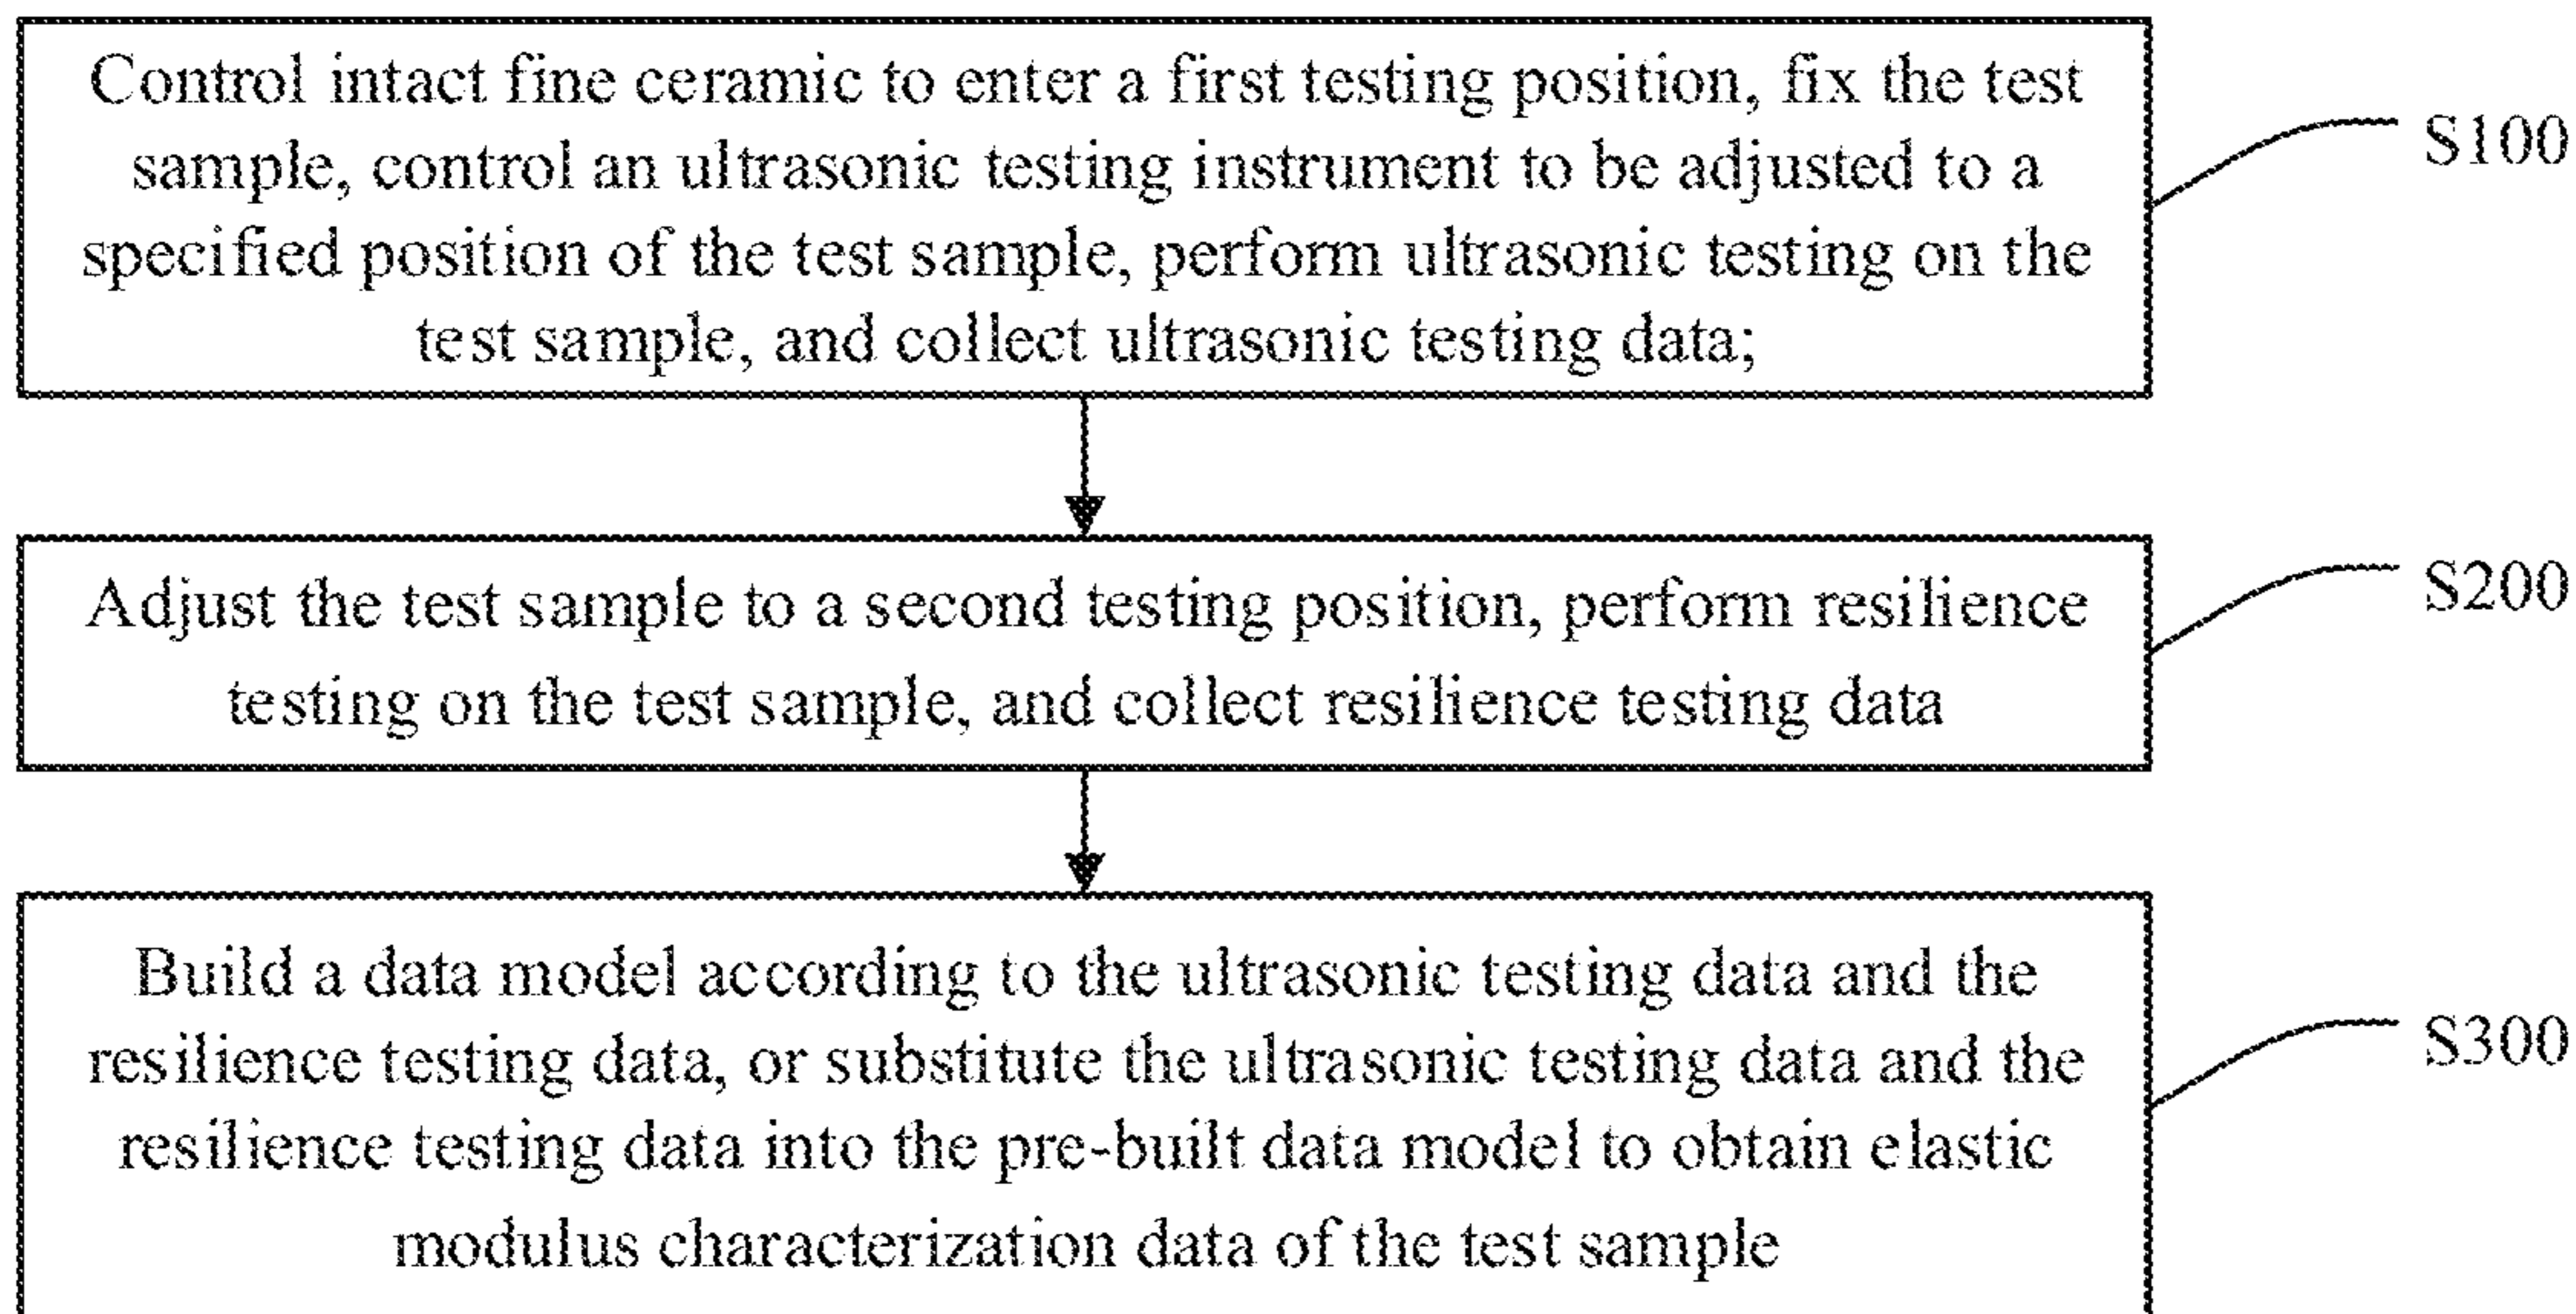 Control intact fine ceramic to enter a first testing position, fix the test
sample, control an ultrasonic testing instrument to be adjusted to a
specified position of the test sample, perform ultrasonic testing on the
test sample, and collect ultrasonic testing data;
S100
Adjust the test sample to a second testing position, perform resilience
testing on the test sample, and collect resilience testing data
S200
Build a data model according to the ultrasonic testing data and the
resilience testing data, or substitute the ultrasonic testing data and the
resilience testing data into the pre-built data model to obtain elastic
modulus characterization data of the test sample
S300